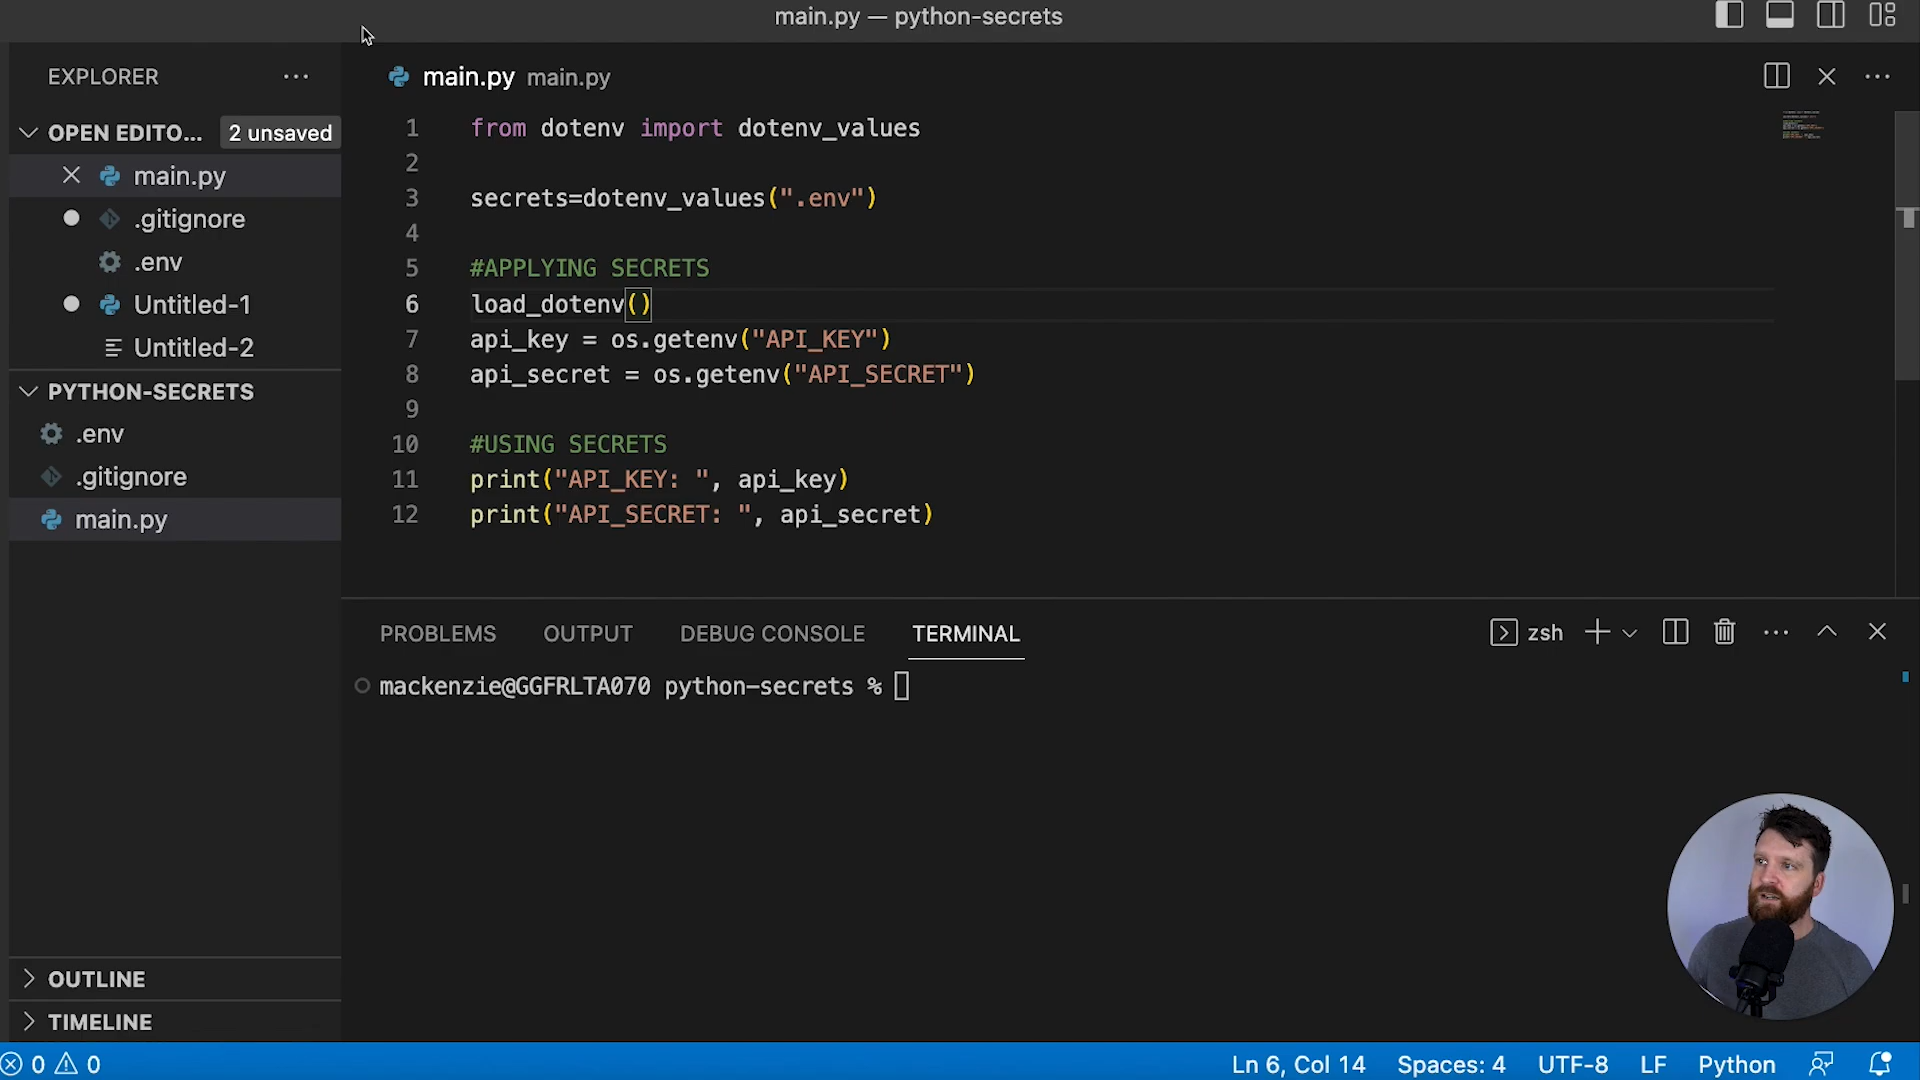 main.py — python-secrets
EXPLORER
OPEN EDITO... 2 unsaved
main.py
.gitignore
.env
Untitled-1
Untitled-2
PYTHON-SECRETS
.env
.gitignore
main.py
OUTLINE
TIMELINE
main.py main.py
1 from dotenv import dotenv_values
2
3 secrets=dotenv_values(".env")
4
5 #APPLYING SECRETS
6 load_dotenv()
7 api_key = os.getenv("API_KEY")
8 api_secret = os.getenv("API_SECRET")
9
10 #USING SECRETS
11 print("API_KEY: ", api_key)
12 print("API_SECRET: ", api_secret)
PROBLEMS OUTPUT DEBUG CONSOLE TERMINAL zsh
mackenzie@GGFRLTA070 python-secrets %
0 0 Ln 6, Col 14 Spaces: 4 UTF-8 LF Python